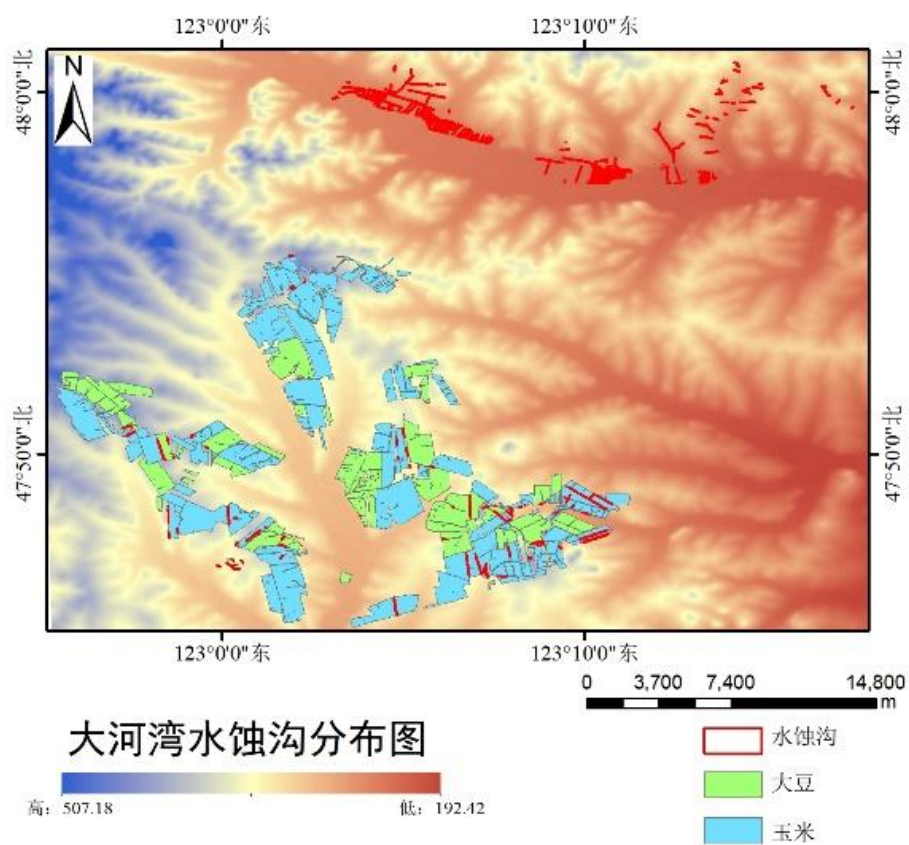 123°0'0"东
123°10'0"东
N
48°0'0"北
48°0'0"北
47°50'0"北
47°50'0"北
123°0'0"东
123°10'0"东
0 3,700 7,400 14,800
m
大河湾水蚀沟分布图
高：507.18
低：192.42
水蚀沟
大豆
玉米